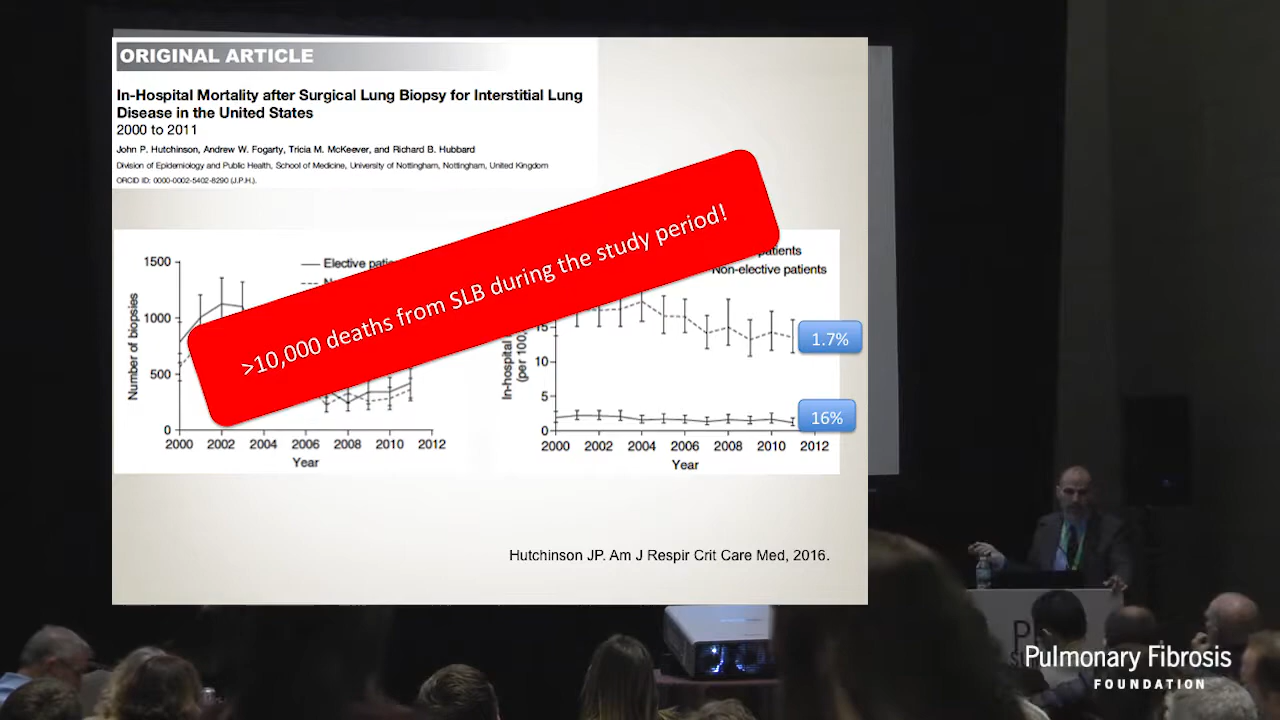 ORIGINAL ARTICLE
In-Hospital Mortality after Surgical Lung Biopsy for Interstitial Lung
Disease in the United States
2000 to 2011
John P. Hutchinson, Andrew W. Fogarty, Tricia M. McKeever, and Richard B. Hubbard
Division of Epidemiology and Public Health, School of Medicine, University of Nottingham, Nottingham, United Kingdom
ORCID ID: 0000-0002-5402-8290 (J.P.H.).
>10,000 deaths from SLB during the study period!
Number of biopsies
1500
1000
500
0
Elective
2000 2002 2004 2006 2008 2010 2012
Year
In-hospital
(per 100,
Non-elective patients
15
10
5
0
1.7%
16%
2000 2002 2004 2006 2008 2010 2012
Year
Hutchinson JP. Am J Respir Crit Care Med, 2016.
Pulmonary Fibrosis
FOUNDATION